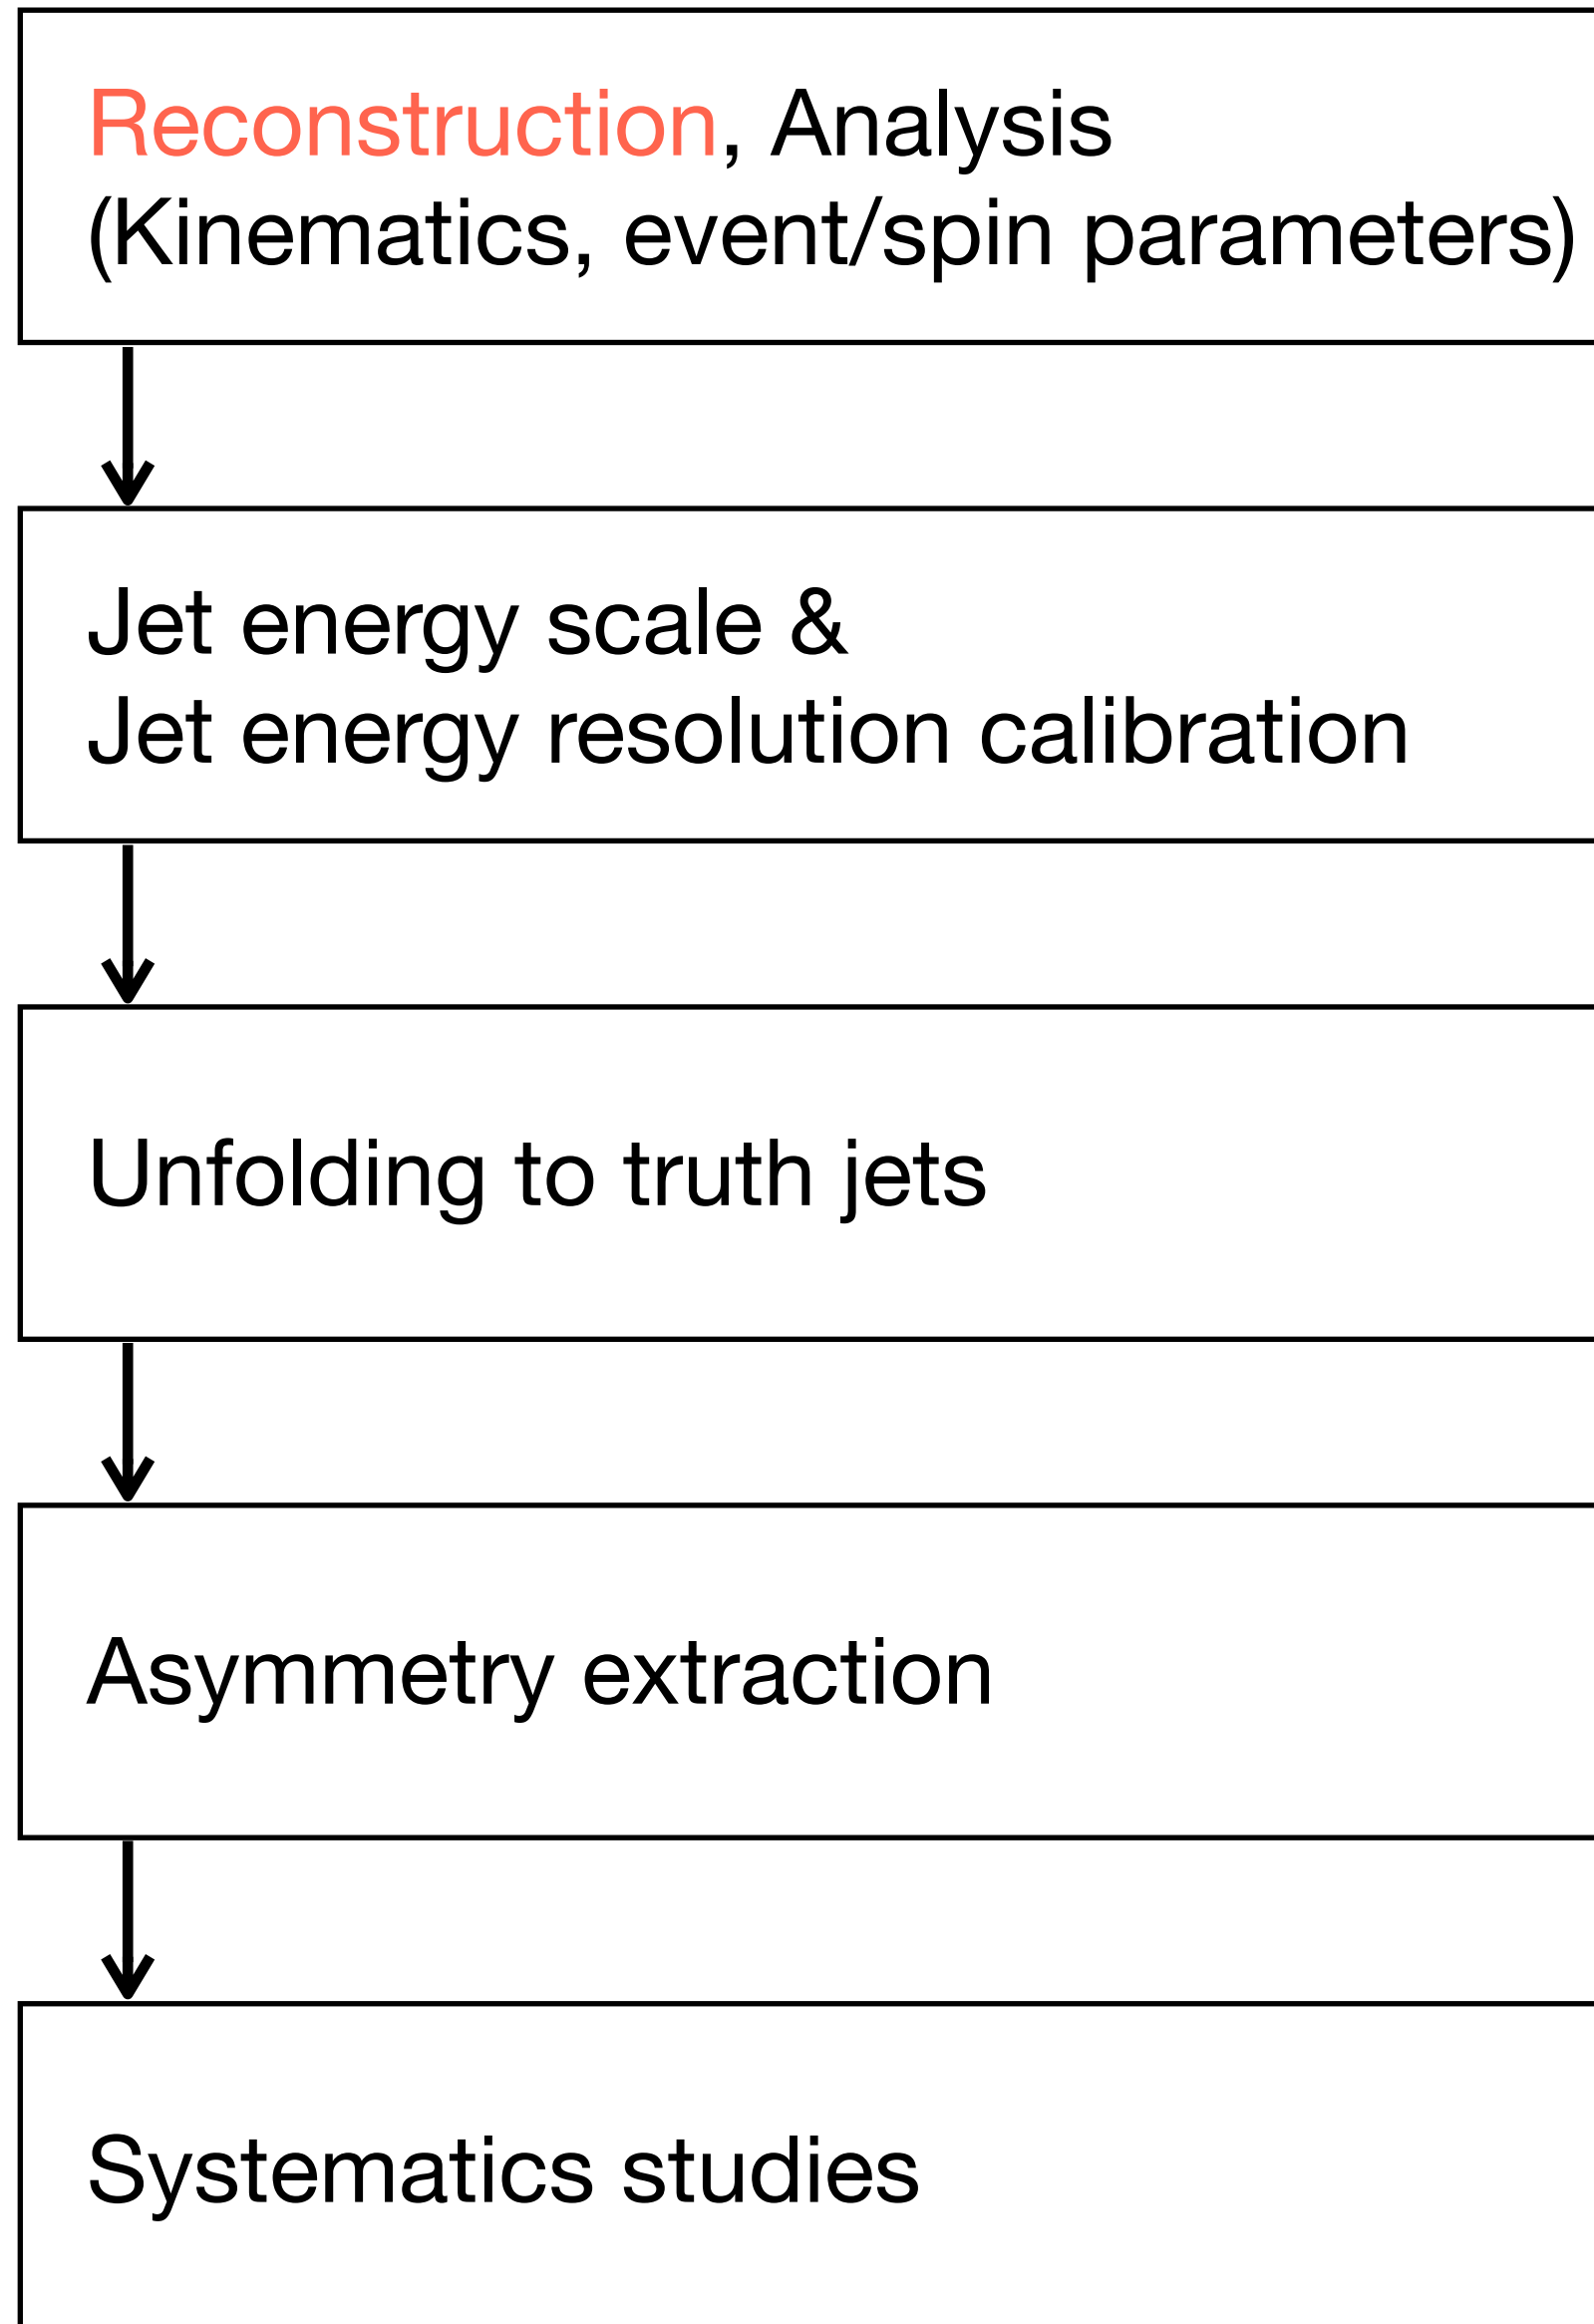 Reconstruction, Analysis
(Kinematics, event/spin parameters)
Jet energy scale &
Jet energy resolution calibration
Unfolding to truth jets
Asymmetry extraction
Systematics studies